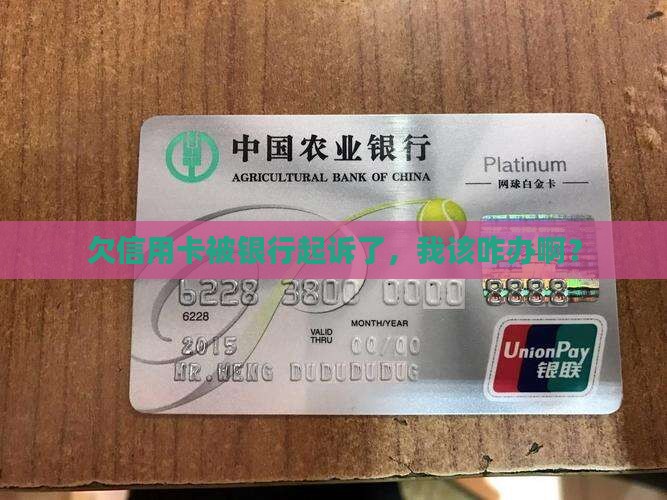 中国农业银行
AGRICULTURAL BANK OF CHINA
Platinum
网球白金卡
欠信用卡被银行起诉了，我该咋办啊？
6228 3800 0000 8888
6228
VALID THRU
MONTH/YEAR
2015 00/00
MR.HENG DUDUDUDUG
UnionPay
银联